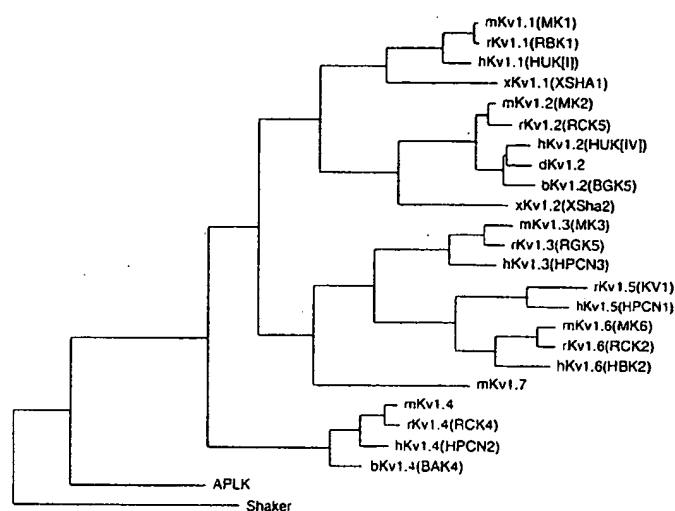 mKv1.1(MK1)
rKv1.1(RBK1)
hKv1.1(HUK[I])
xKv1.1(XSHA1)
mKv1.2(MK2)
rKv1.2(RCK5)
hKv1.2(HUK[IV])
dKv1.2
bKv1.2(BGK5)
xKv1.2(XSha2)
mKv1.3(MK3)
rKv1.3(RGK5)
hKv1.3(HPCN3)
rKv1.5(KV1)
hKv1.5(HPCN1)
mKv1.6(MK6)
rKv1.6(RCK2)
hKv1.6(HBK2)
mKv1.7
mKv1.4
rKv1.4(RCK4)
hKv1.4(HPCN2)
bKv1.4(BAK4)
APLK
Shaker